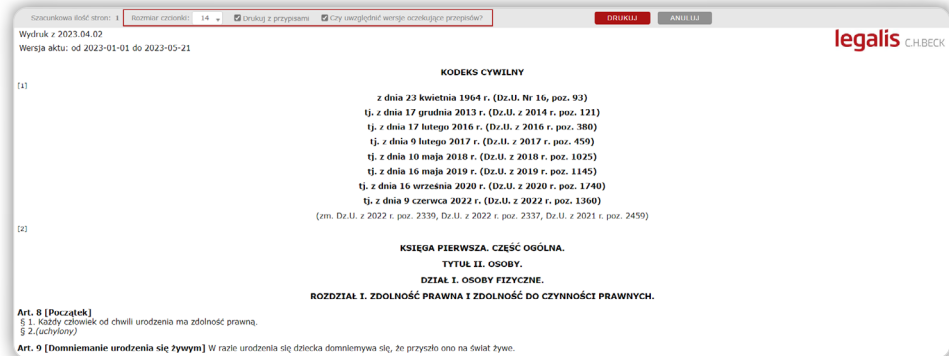 Szacunkowa ilość stron: 1 Rozmiar czcionki: 14 Drukuj z przypisami Czy uwzględnić wersje oczekujące przepisów? DRUKUJ ANULUJ
Wydruk z 2023.04.02
Wersja aktu: od 2023-01-01 do 2023-05-21
legalis C.H.BECK
KODEKS CYWILNY
[1]
z dnia 23 kwietnia 1964 r. (Dz.U. Nr 16, poz. 93)
tj. z dnia 17 grudnia 2013 r. (Dz.U. z 2014 r. poz. 121)
tj. z dnia 17 lutego 2016 r. (Dz.U. z 2016 r. poz. 380)
tj. z dnia 9 lutego 2017 r. (Dz.U. z 2017 r. poz. 459)
tj. z dnia 10 maja 2018 r. (Dz.U. z 2018 r. poz. 1025)
tj. z dnia 16 maja 2019 r. (Dz.U. z 2019 r. poz. 1145)
tj. z dnia 16 września 2020 r. (Dz.U. z 2020 r. poz. 1740)
tj. z dnia 9 czerwca 2022 r. (Dz.U. z 2022 r. poz. 1360)
(zm. Dz.U. z 2022 r. poz. 2339, Dz.U. z 2022 r. poz. 2337, Dz.U. z 2021 r. poz. 2459)
[2]
KSIĘGA PIERWSZA. CZĘŚĆ OGÓLNA.
TYTUŁ II. OSOBY.
DZIAŁ I. OSOBY FIZYCZNE.
ROZDZIAŁ I. ZDOLNOŚĆ PRAWNA I ZDOLNOŚĆ DO CZYNNOŚCI PRAWNYCH.
Art. 8 [Początek]
§ 1. Każdy człowiek od chwili urodzenia ma zdolność prawną.
§ 2.(uchylony)
Art. 9 [Domniemanie urodzenia się żywym] W razie urodzenia się dziecka domniemywa się, że przyszło ono na świat żywe.